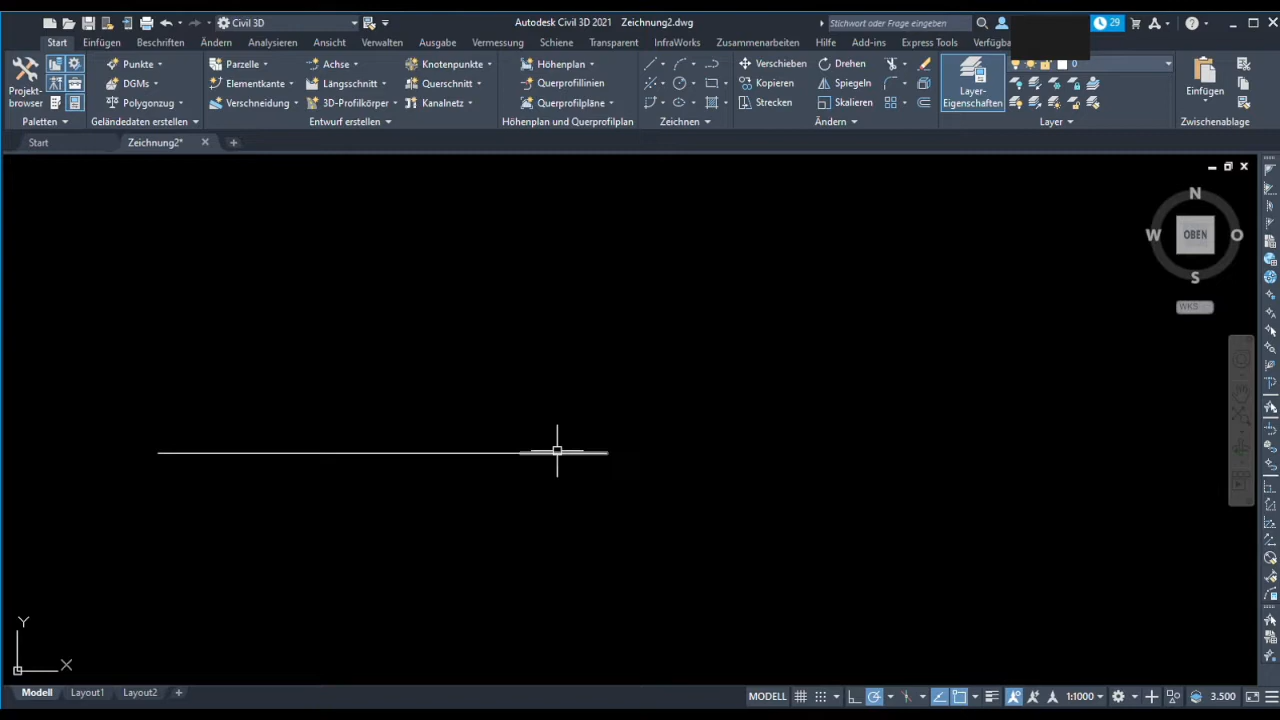 Civil 3D Autodesk Civil 3D 2021 Zeichnung2.dwg Stichwort oder Frage eingeben 29
Start Einfügen Beschriften Ändern Analysieren Ansicht Verwalten Ausgabe Vermessung Schiene Transparent InfraWorks Zusammenarbeiten Hilfe Add-ins Express Tools
Punkte Parzelle Achse Knotenpunkte Höhenplan Verschieben Drehen 0
DGMs Elementkante Längsschnitt Querschnitt Querprofillinien Kopieren Spiegeln
Projekt-browser Polygonzug Verschneidung 3D-Profilkörper Kanalnetz Querprofilpläne Strecken Skalieren Layer-Eigenschaften Einfügen
Paletten Geländedaten erstellen Entwurf erstellen Höhenplan und Querprofilplan Zeichnen Ändern Layer Zwischenablage
Start Zeichnung2*
N
W OBEN O
S
WKS
Y
X
Modell Layout1 Layout2 MODELL 1:1000 3.500